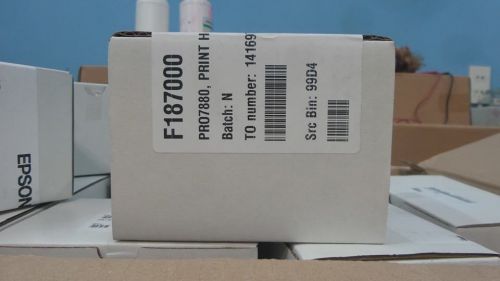 F187000
PRO7880, PRINT H
Batch: N
TO number: 14169
Src Bin: 99D4
EPSON